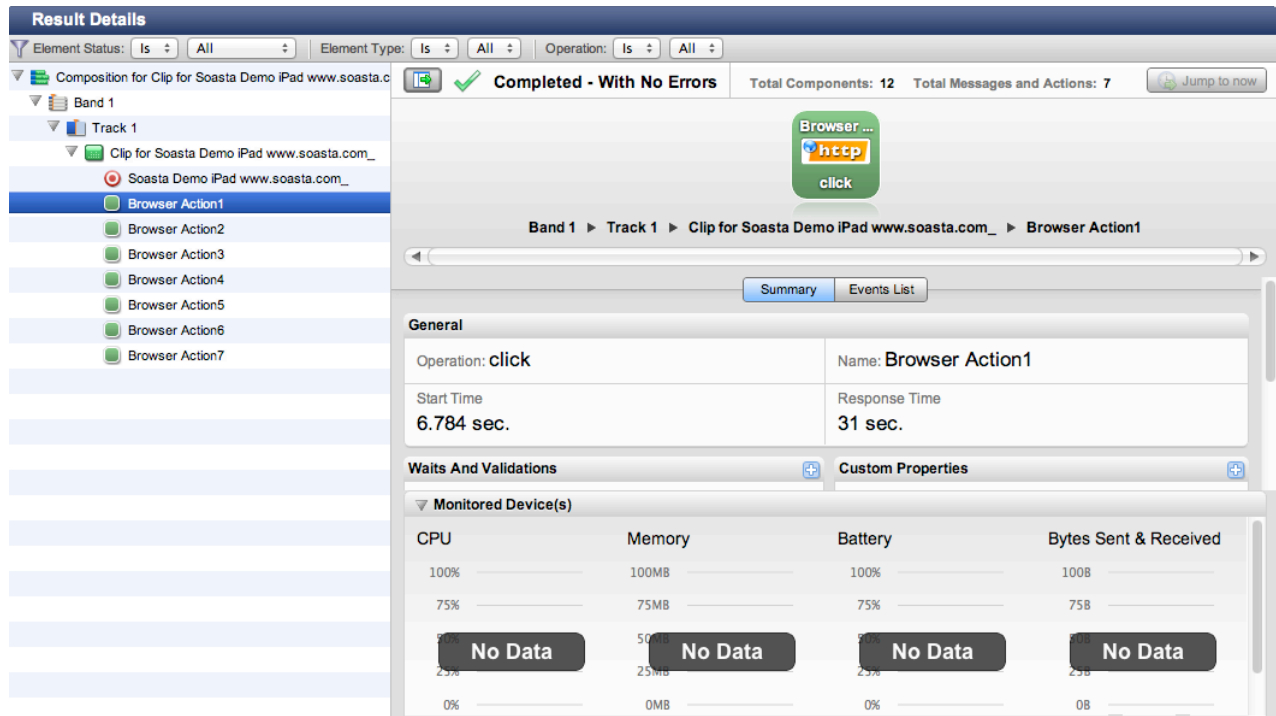 Result Details
Element Status: Is All Element Type: Is All Operation: Is All
Composition for Clip for Soasta Demo iPad www.soasta.c
Band 1
Track 1
Clip for Soasta Demo iPad www.soasta.com_
Soasta Demo iPad www.soasta.com_
Browser Action1
Browser Action2
Browser Action3
Browser Action4
Browser Action5
Browser Action6
Browser Action7
Completed - With No Errors Total Components: 12 Total Messages and Actions: 7 Jump to now
Browser ...
http
click
Band 1 Track 1 Clip for Soasta Demo iPad www.soasta.com_ Browser Action1
Summary Events List
General
Operation: click Name: Browser Action1
Start Time Response Time
6.784 sec. 31 sec.
Waits And Validations Custom Properties
Monitored Device(s)
CPU Memory Battery Bytes Sent & Received
100% 100MB 100% 100B
75% 75MB 75% 75B
No Data No Data No Data No Data
25% 25MB 25% 25B
0% 0MB 0% 0B